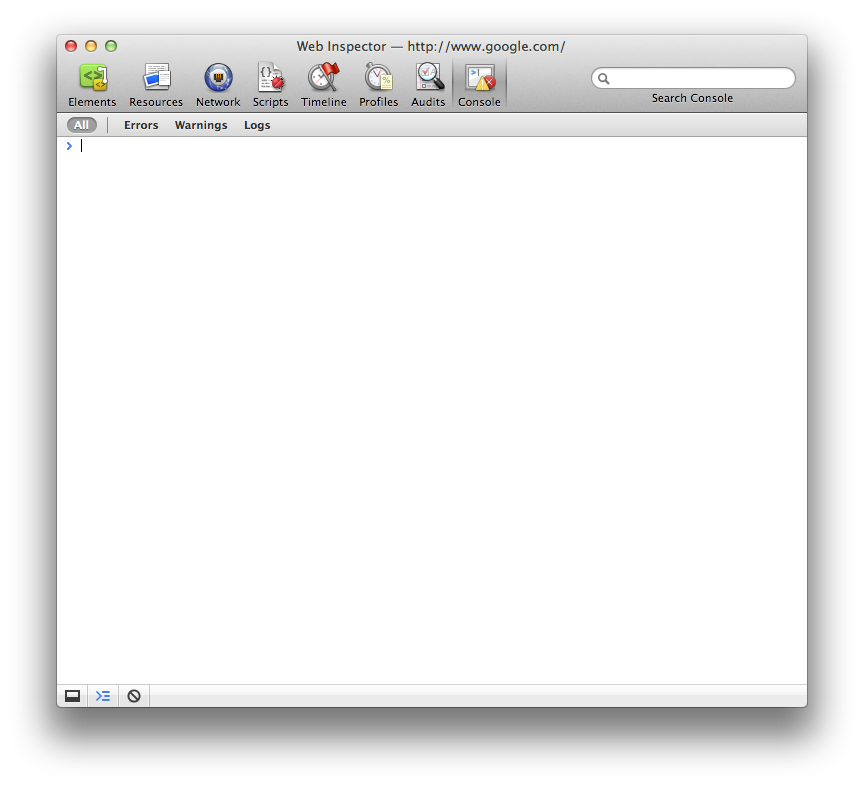 Web Inspector — http://www.google.com/
Elements Resources Network Scripts Timeline Profiles Audits Console Search Console
All Errors Warnings Logs